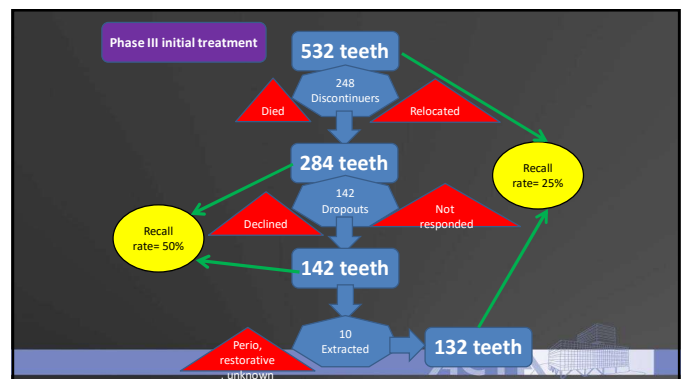 Phase III initial treatment
532 teeth
248
Discontinuers
Died
Relocated
284 teeth
Recall
rate= 25%
142
Dropouts
Declined
Not
responded
Recall
rate= 50%
142 teeth
10
Extracted
Perio,
restorative
, unknown
132 teeth